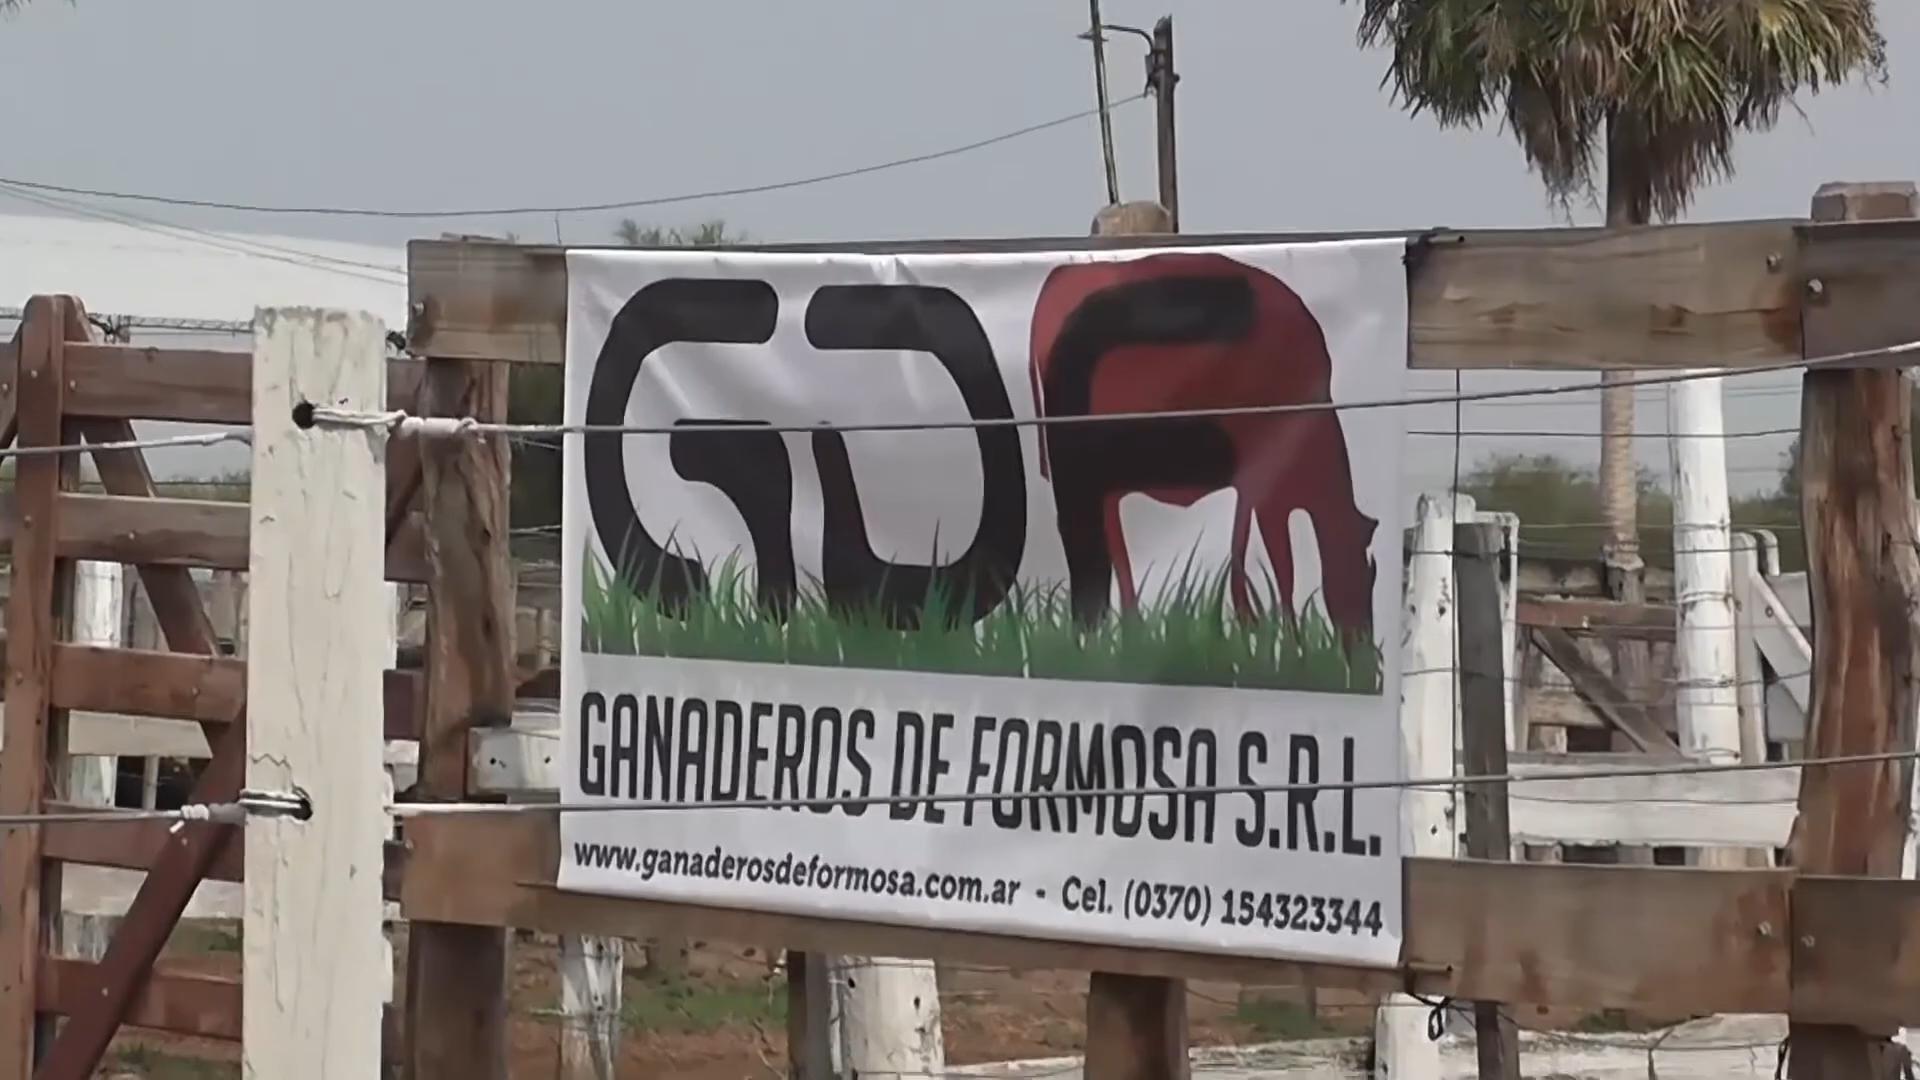 GDF
GANADEROS DE FORMOSA S.R.L.
www.ganaderosdeformosa.com.ar - Cel. (0370) 154323344